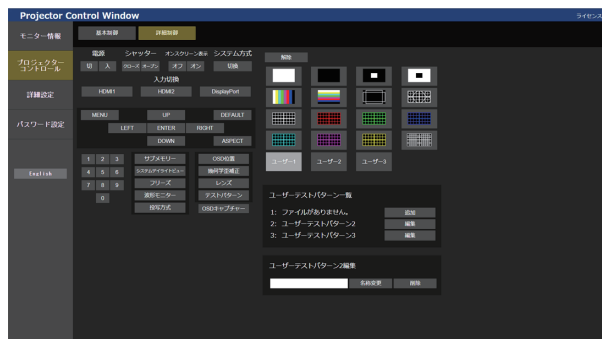 Projector Control Window
ライセンス
モニター情報
プロジェクター
コントロール
詳細設定
パスワード設定
English
基本制御 詳細制御
電源 シャッター オンスクリーン表示 システム方式
切 入 クローズ オープン オフ オン 切換
入力切換
HDMI1 HDMI2 DisplayPort
MENU UP DEFAULT
LEFT ENTER RIGHT
DOWN ASPECT
1 2 3 サブメモリー OSD位置
4 5 6 システムデイライトビュー 幾何学歪補正
7 8 9 フリーズ レンズ
0 波形モニター テストパターン
投写方式 OSDキャプチャー
解除
ユーザー1 ユーザー2 ユーザー3
ユーザーテストパターン一覧
1: ファイルがありません。 追加
2: ユーザーテストパターン2 編集
3: ユーザーテストパターン3 編集
ユーザーテストパターン2編集
名称変更 削除